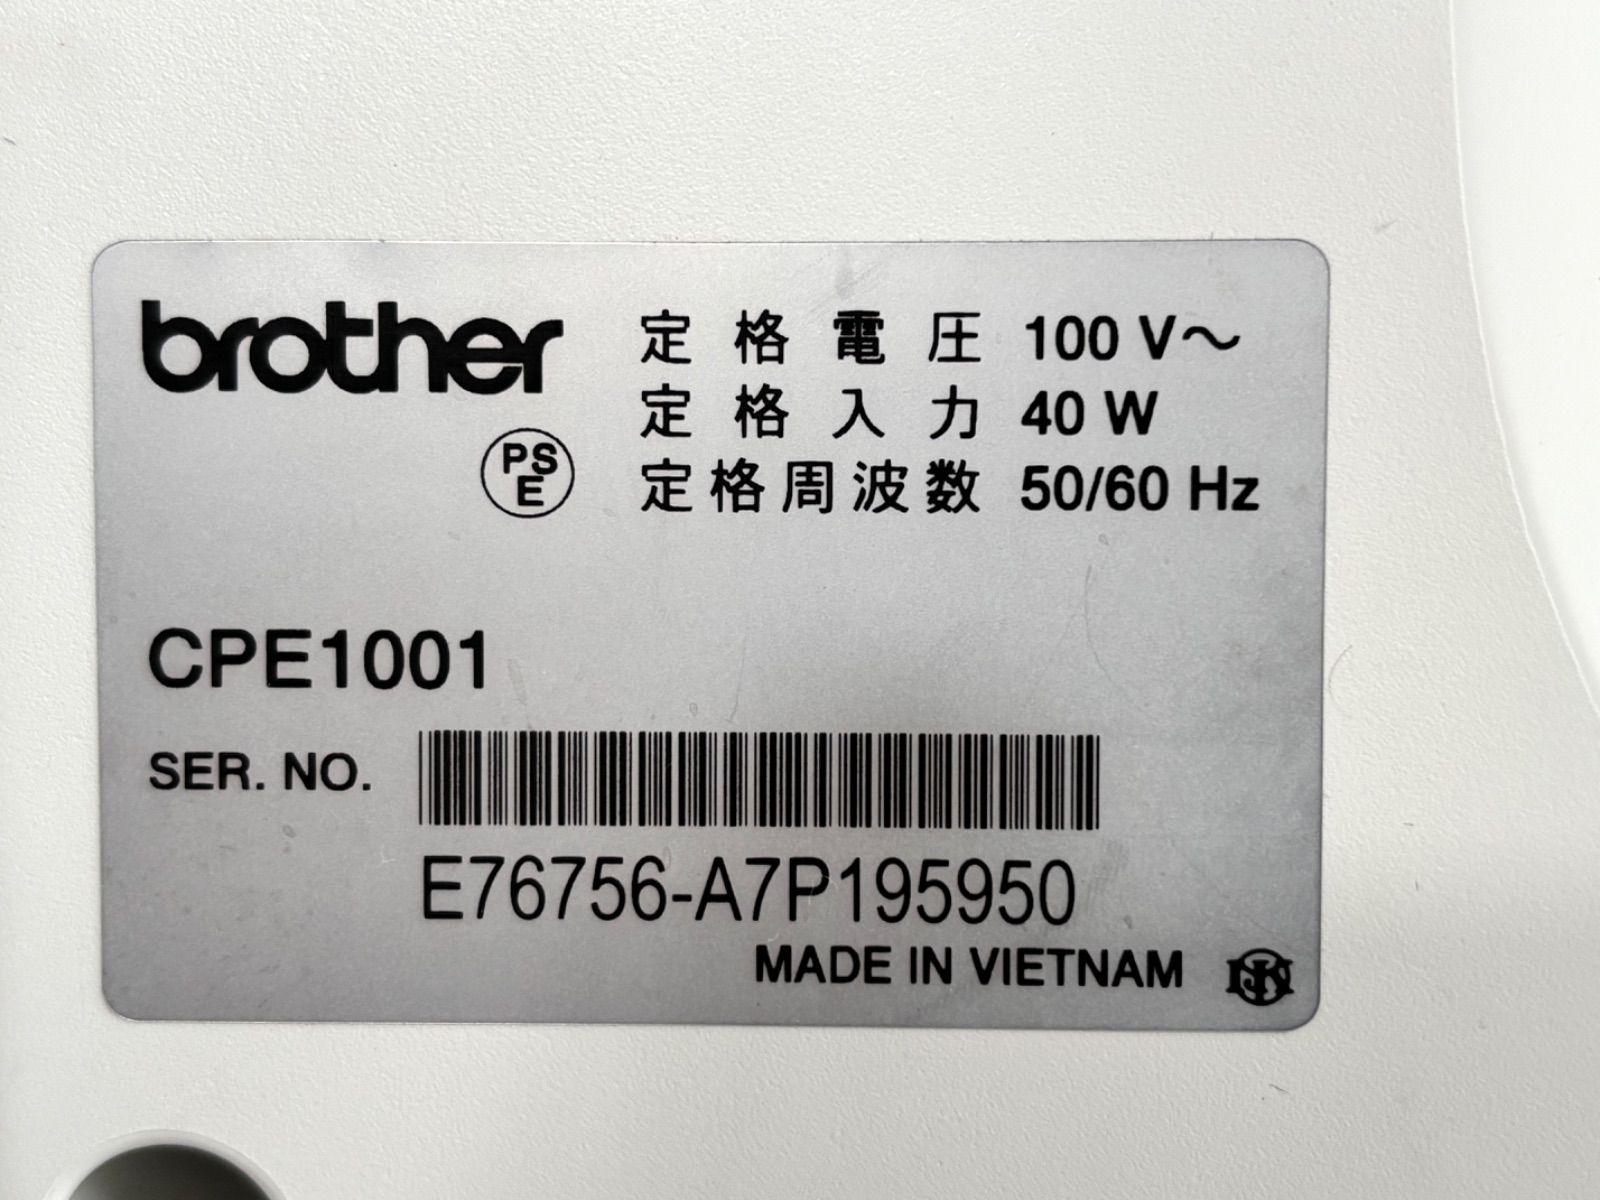 brother
PS
E
定格電圧 100 V～
定格入力 40 W
定格周波数 50/60 Hz
CPE1001
SER. NO.
E76756-A7P195950
MADE IN VIETNAM